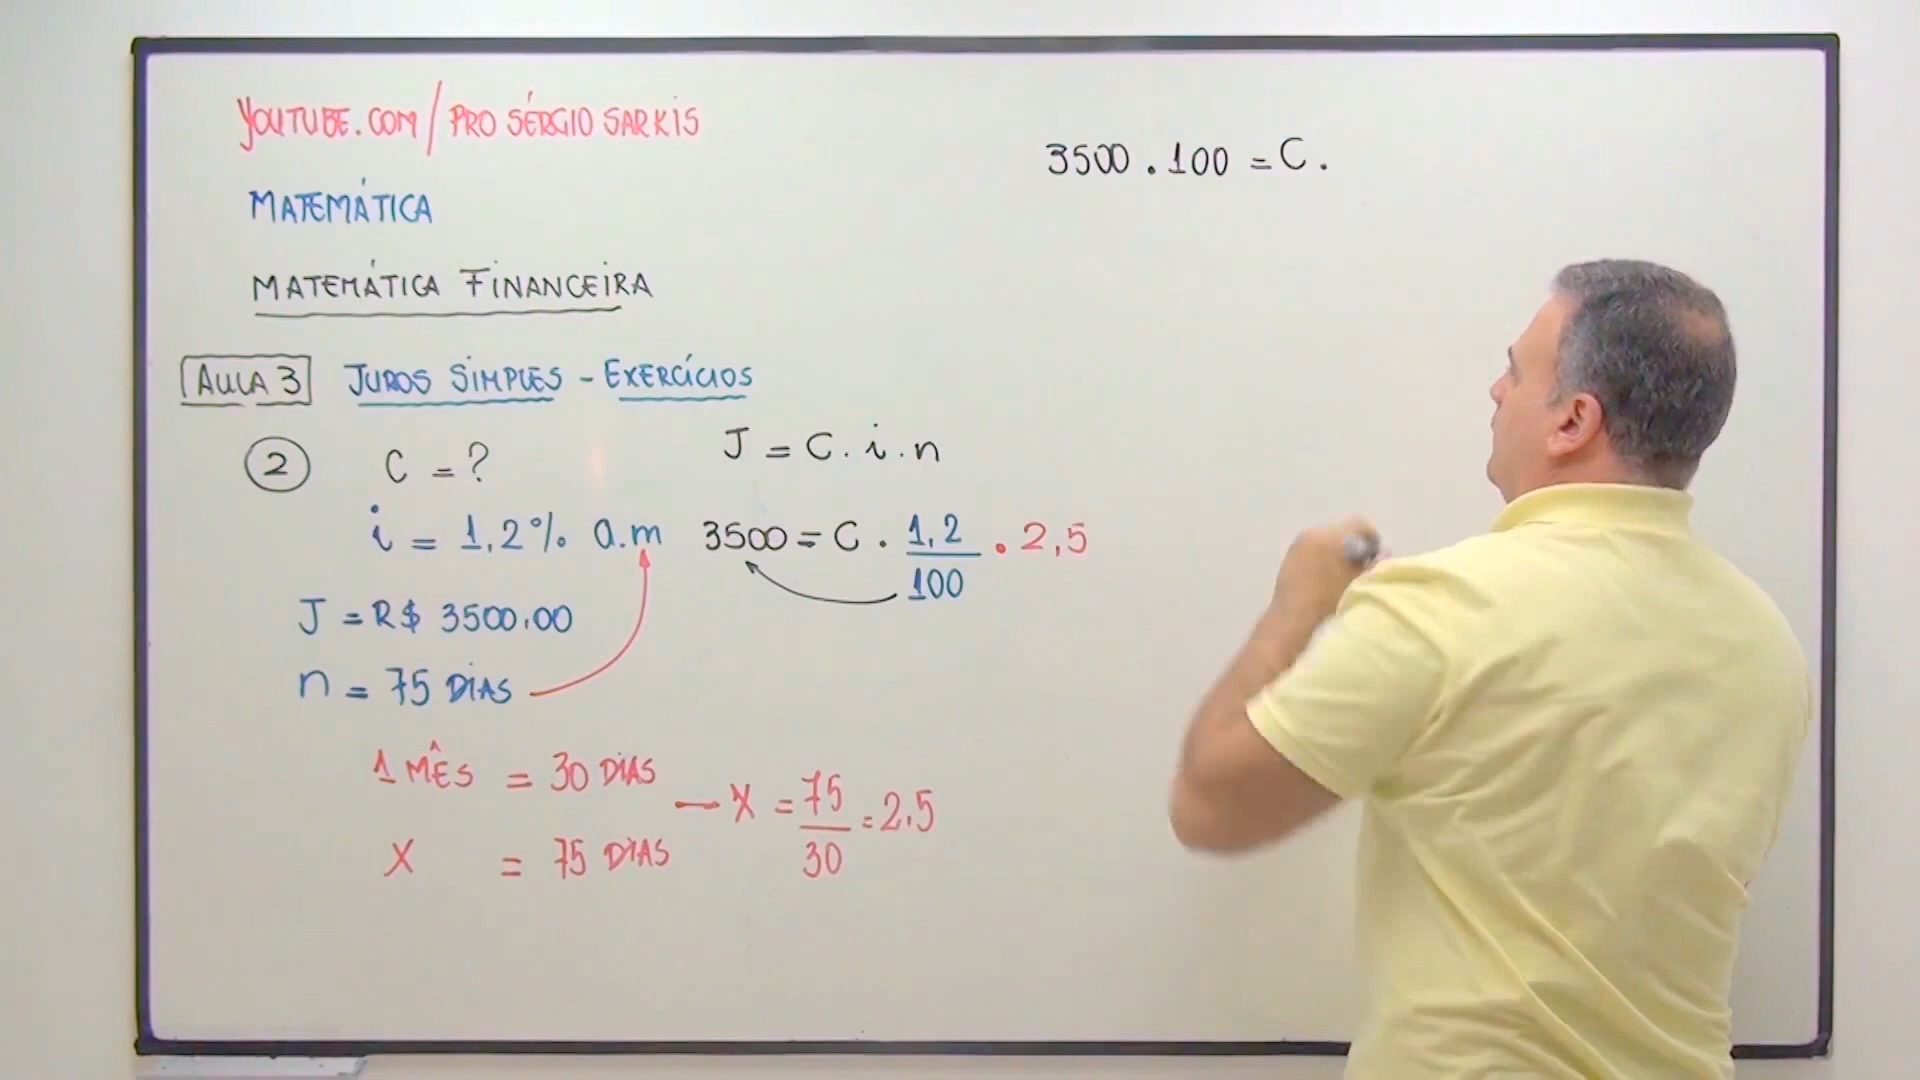 YOUTUBE.COM/PRO SÉRGIO SARKIS
MATEMÁTICA
MATEMÁTICA FINANCEIRA
AULA 3 JUROS SIMPLES - EXERCÍCIOS
2 C = ?
i = 1,2% a.m
J = R$ 3500,00
n = 75 DIAS
1 MÊS = 30 DIAS
X = 75 DIAS
— X = 75/30 = 2,5
J = C. i. n
3500 = C . 1,2/100 . 2,5
3500 . 100 = C .